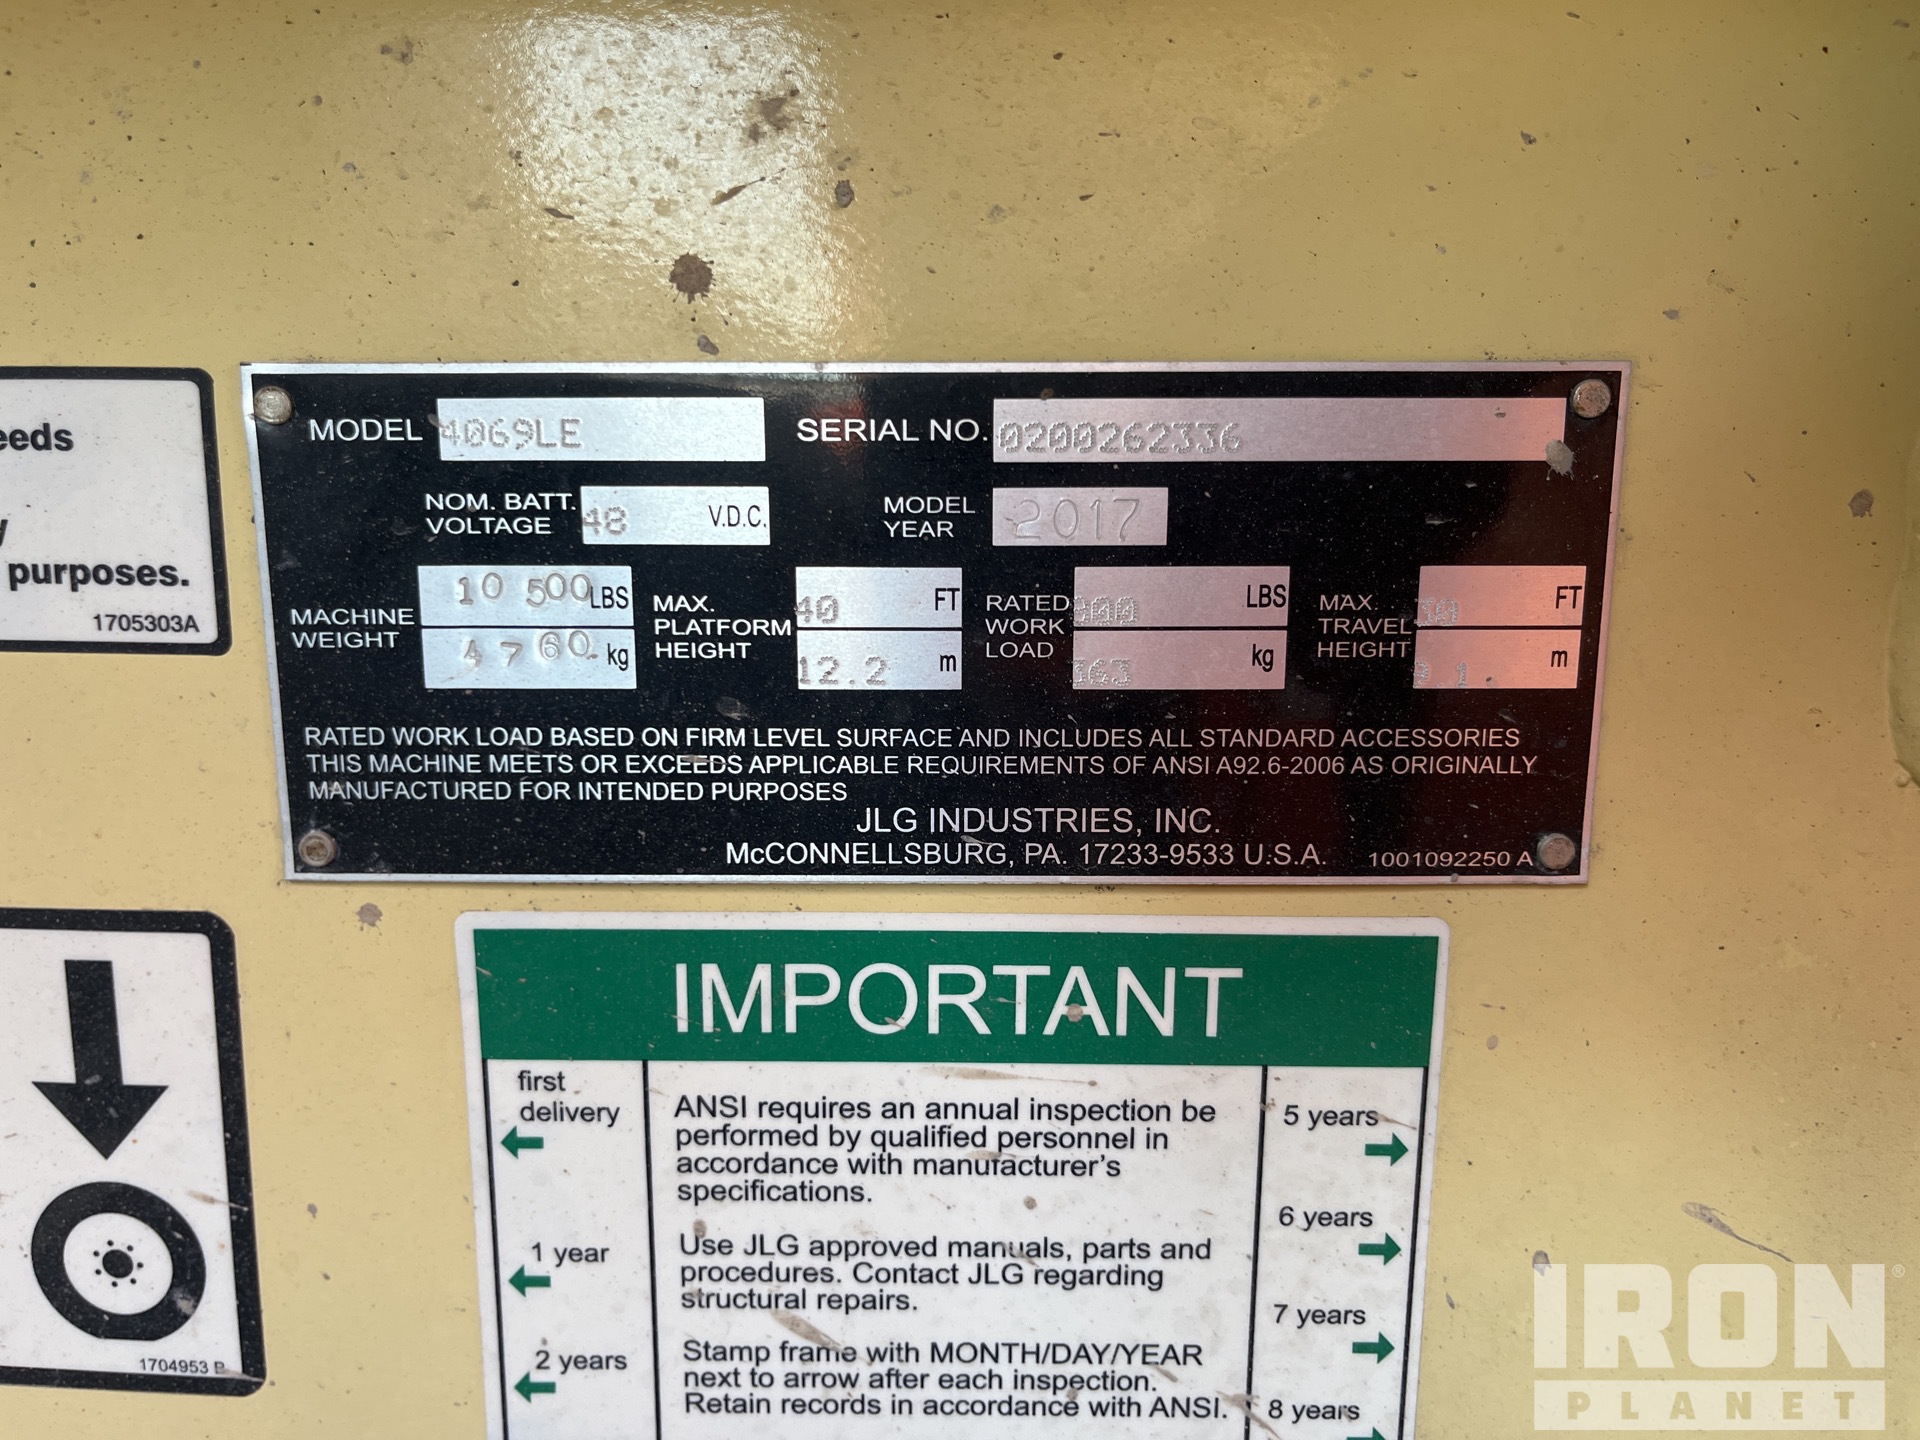 eeds
y
purposes.
1705303A
MODEL 4069LE SERIAL NO. 0200262336
NOM. BATT. VOLTAGE 48 V.D.C. MODEL YEAR 2017
MACHINE WEIGHT 10 500 LBS 4760 kg
MAX. PLATFORM HEIGHT 40 FT 12.2 m
RATED WORK LOAD 800 LBS 363 kg
MAX. TRAVEL HEIGHT 30 FT 9.1 m
RATED WORK LOAD BASED ON FIRM LEVEL SURFACE AND INCLUDES ALL STANDARD ACCESSORIES
THIS MACHINE MEETS OR EXCEEDS APPLICABLE REQUIREMENTS OF ANSI A92.6-2006 AS ORIGINALLY
MANUFACTURED FOR INTENDED PURPOSES
JLG INDUSTRIES, INC.
McCONNELLSBURG, PA. 17233-9533 U.S.A. 1001092250 A
1704953 B
IMPORTANT
first
delivery
1 year
2 years
ANSI requires an annual inspection be
performed by qualified personnel in
accordance with manufacturer's
specifications.
Use JLG approved manuals, parts and
procedures. Contact JLG regarding
structural repairs.
Stamp frame with MONTH/DAY/YEAR
next to arrow after each inspection.
Retain records in accordance with ANSI.
5 years
6 years
7 years
8 years
IRON
PLANET
®